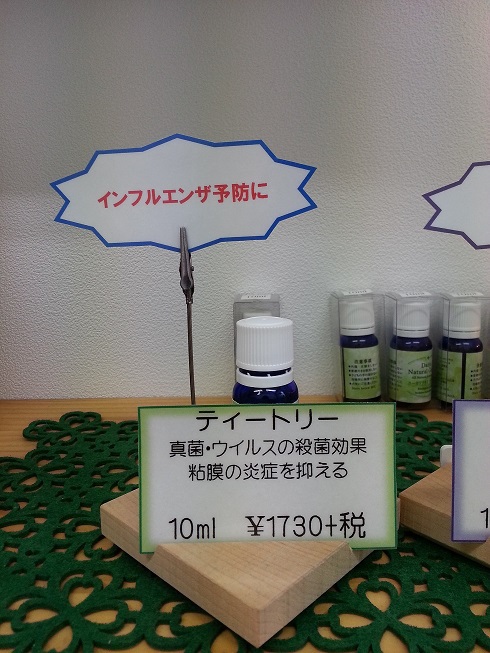 インフルエンザ予防に
ティートリー
真菌・ウイルスの殺菌効果
粘膜の炎症を抑える
10ml ¥1730+税